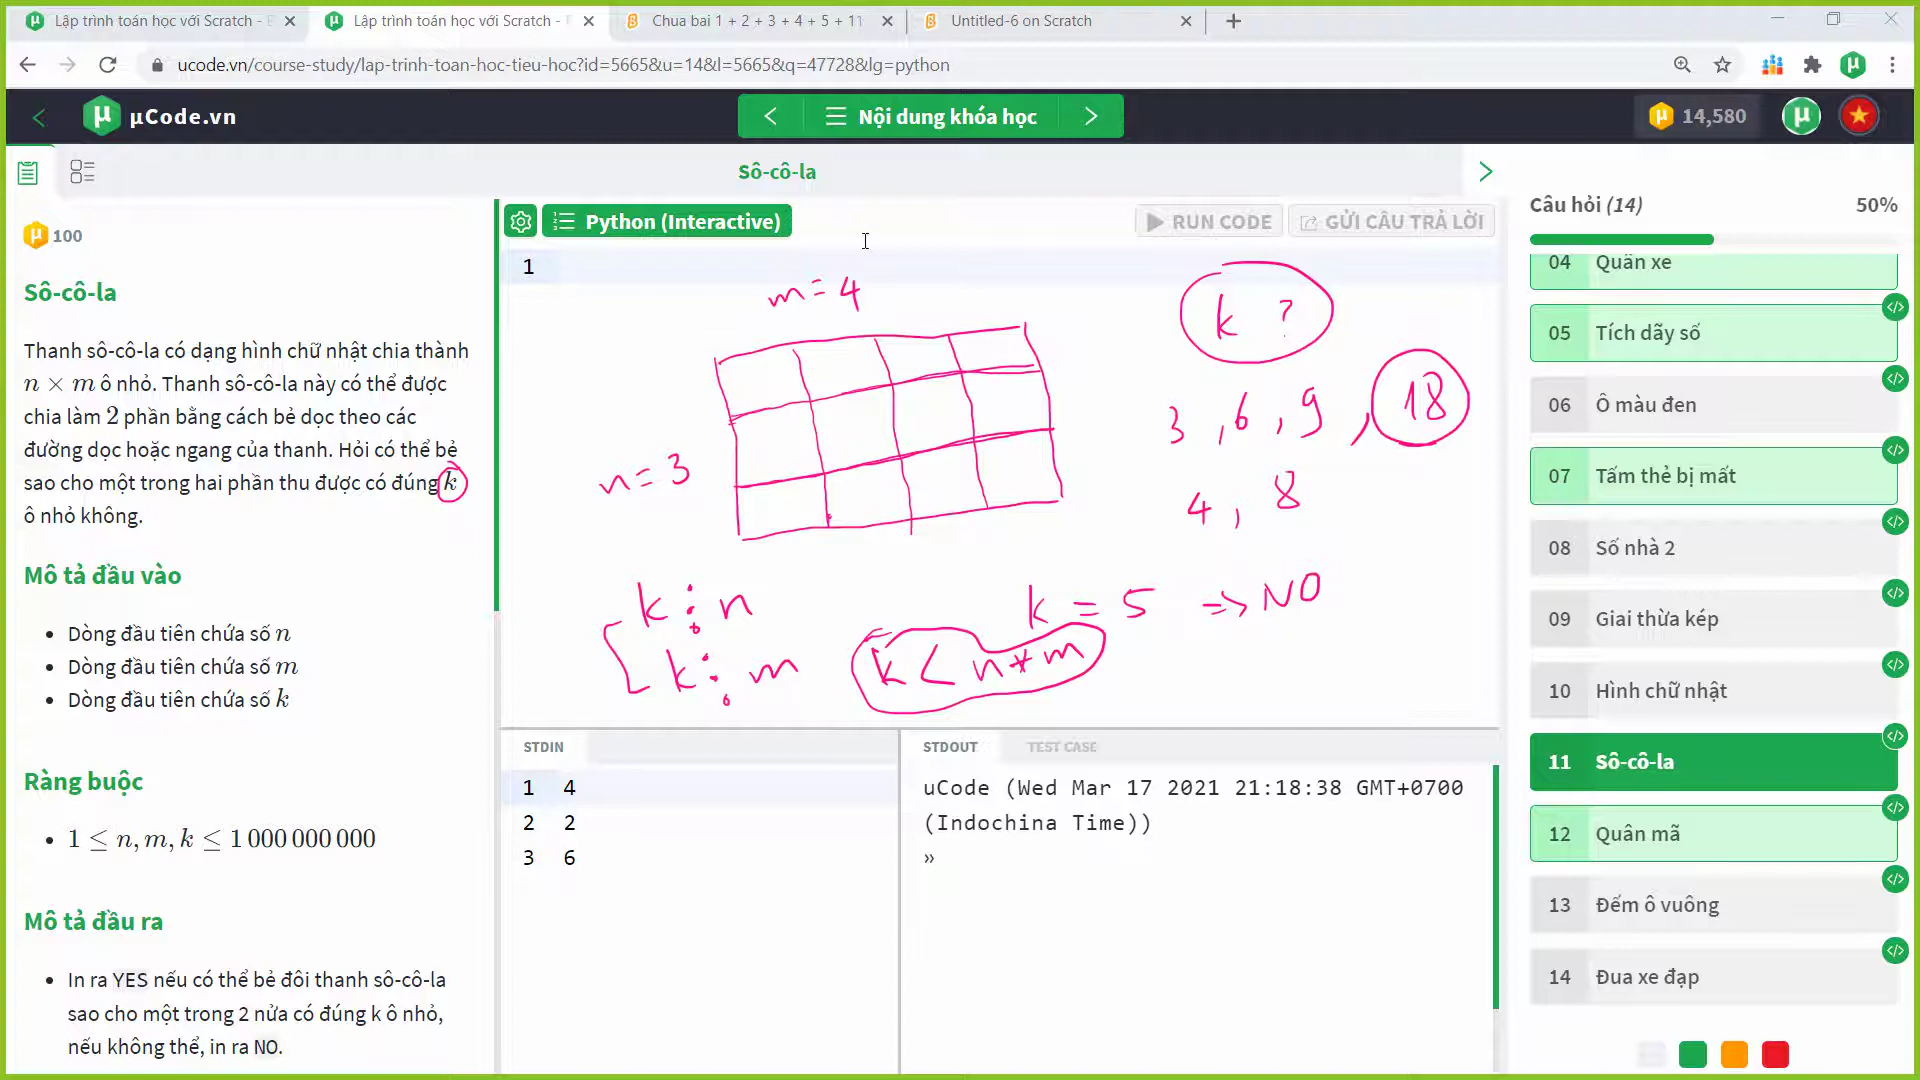 Lập trình toán học với Scratch - E
Lập trình toán học với Scratch -
Chua bai 1 + 2 + 3 + 4 + 5 + 11
Untitled-6 on Scratch
ucode.vn/course-study/lap-trinh-toan-hoc-tieu-hoc?id=5665&u=14&l=5665&q=47728&lg=python
µCode.vn
Nội dung khóa học
14,580
Sô-cô-la
100
Sô-cô-la
Thanh sô-cô-la có dạng hình chữ nhật chia thành
n × m ô nhỏ. Thanh sô-cô-la này có thể được
chia làm 2 phần bằng cách bẻ dọc theo các
đường dọc hoặc ngang của thanh. Hỏi có thể bẻ
sao cho một trong hai phần thu được có đúng k
ô nhỏ không.
Mô tả đầu vào
• Dòng đầu tiên chứa số n
• Dòng đầu tiên chứa số m
• Dòng đầu tiên chứa số k
Ràng buộc
• 1 ≤ n, m, k ≤ 1 000 000 000
Mô tả đầu ra
• In ra YES nếu có thể bẻ đôi thanh sô-cô-la
sao cho một trong 2 nửa có đúng k ô nhỏ,
nếu không thể, in ra NO.
Python (Interactive)
RUN CODE
GỬI CÂU TRẢ LỜI
1
m = 4
k ?
3 , 6 , 9 , 18
n = 3
4 , 8
k ⋮ n
k = 5 => NO
k ⋮ m
k < n * m
STDIN
1 4
2 2
3 6
STDOUT
TEST CASE
uCode (Wed Mar 17 2021 21:18:38 GMT+0700
(Indochina Time))
»
Câu hỏi (14)
50%
04 Quân xe
05 Tích dãy số
06 Ô màu đen
07 Tấm thẻ bị mất
08 Số nhà 2
09 Giai thừa kép
10 Hình chữ nhật
11 Sô-cô-la
12 Quân mã
13 Đếm ô vuông
14 Đua xe đạp